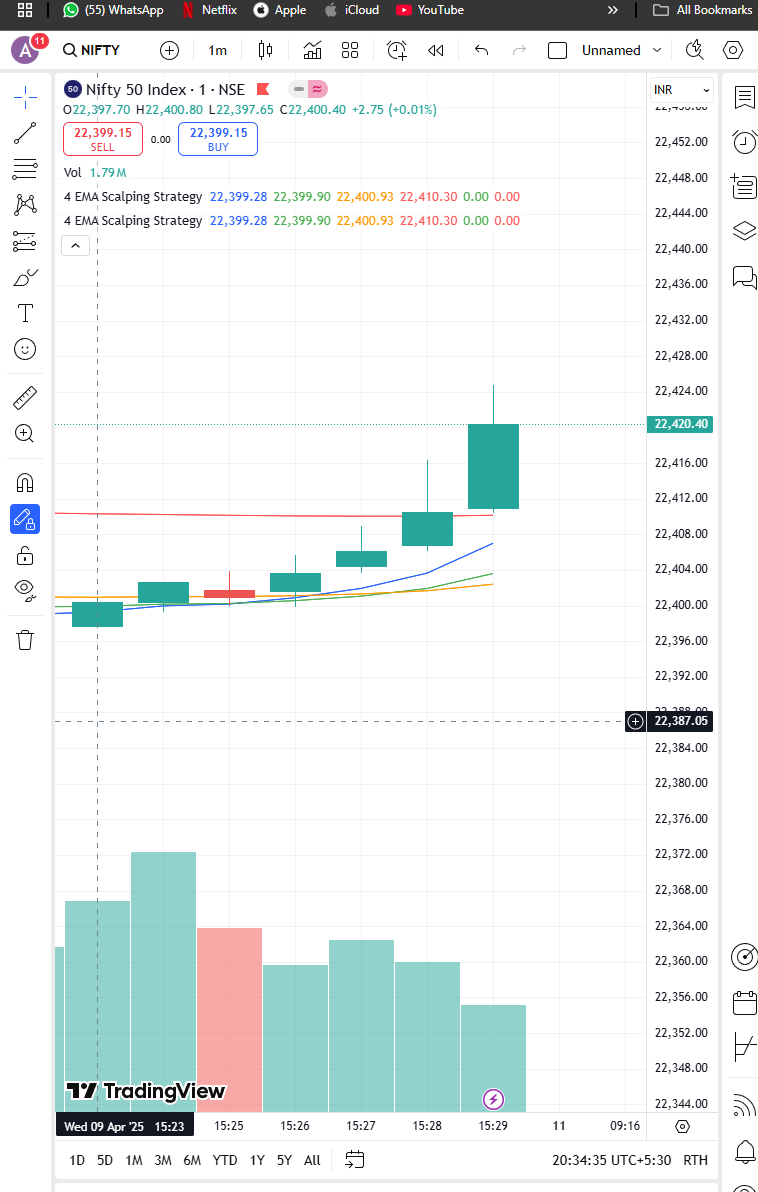 (55) WhatsApp Netflix Apple iCloud YouTube » All Bookmarks
A 11 NIFTY 1m Unnamed
50 Nifty 50 Index · 1 · NSE INR
O22,397.70 H22,400.80 L22,397.65 C22,400.40 +2.75 (+0.01%)
22,399.15 SELL 0.00 22,399.15 BUY
Vol 1.79M
4 EMA Scalping Strategy 22,399.28 22,399.90 22,400.93 22,410.30 0.00 0.00
4 EMA Scalping Strategy 22,399.28 22,399.90 22,400.93 22,410.30 0.00 0.00
22,452.00
22,448.00
22,444.00
22,440.00
22,436.00
22,432.00
22,428.00
22,424.00
22,420.40
22,416.00
22,412.00
22,408.00
22,404.00
22,400.00
22,396.00
22,392.00
22,387.05
22,384.00
22,380.00
22,376.00
22,372.00
22,368.00
22,364.00
22,360.00
22,356.00
22,352.00
22,348.00
22,344.00
TradingView
Wed 09 Apr '25 15:23 15:25 15:26 15:27 15:28 15:29 11 09:16
1D 5D 1M 3M 6M YTD 1Y 5Y All 20:34:35 UTC+5:30 RTH